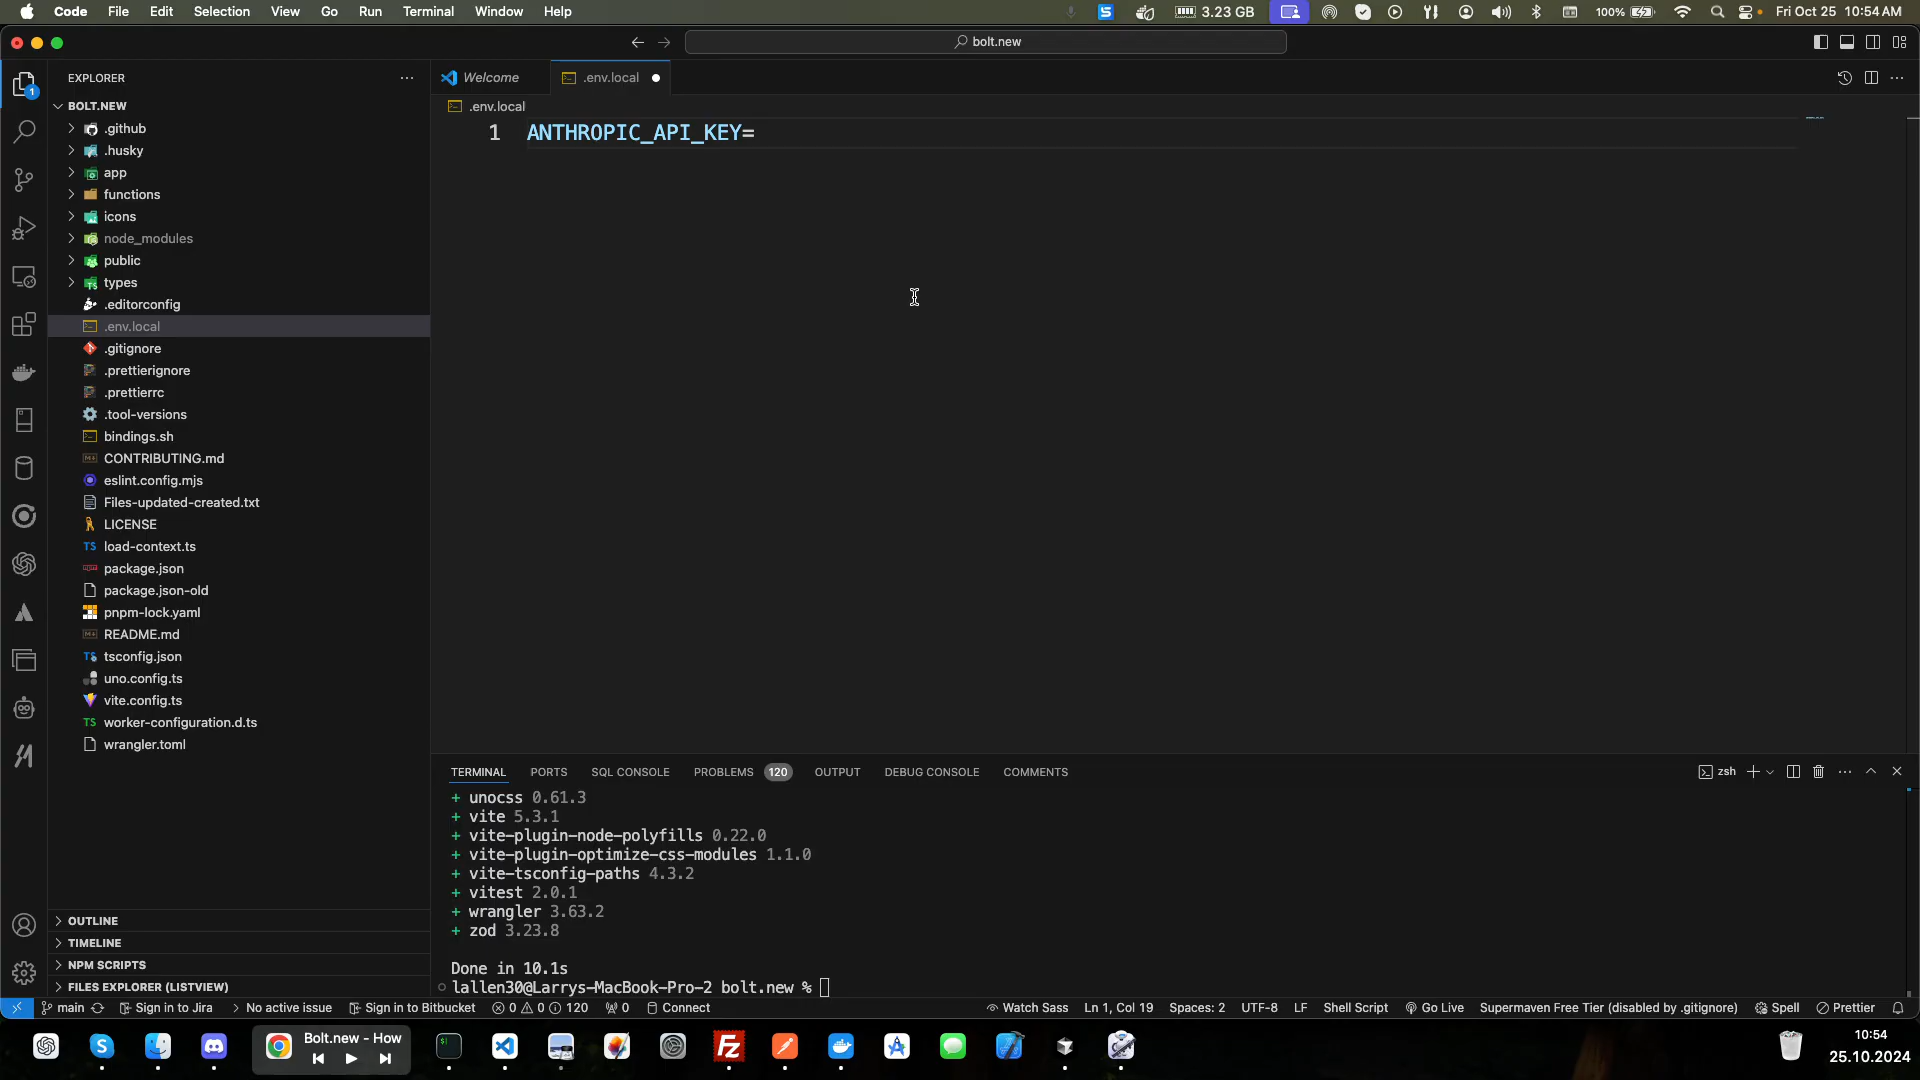 Code File Edit Selection View Go Run Terminal Window Help
3.23 GB 100% Fri Oct 25 10:54 AM
bolt.new
EXPLORER
Welcome .env.local
BOLT.NEW
.env.local
1 ANTHROPIC_API_KEY=
.github
.husky
app
functions
icons
node_modules
public
types
.editorconfig
.env.local
.gitignore
.prettierignore
.prettierrc
.tool-versions
bindings.sh
CONTRIBUTING.md
eslint.config.mjs
Files-updated-created.txt
LICENSE
TS load-context.ts
package.json
package.json-old
pnpm-lock.yaml
README.md
tsconfig.json
uno.config.ts
vite.config.ts
TS worker-configuration.d.ts
wrangler.toml
OUTLINE
TIMELINE
NPM SCRIPTS
FILES EXPLORER (LISTVIEW)
TERMINAL PORTS SQL CONSOLE PROBLEMS 120 OUTPUT DEBUG CONSOLE COMMENTS zsh
+ unocss 0.61.3
+ vite 5.3.1
+ vite-plugin-node-polyfills 0.22.0
+ vite-plugin-optimize-css-modules 1.1.0
+ vite-tsconfig-paths 4.3.2
+ vitest 2.0.1
+ wrangler 3.63.2
+ zod 3.23.8
Done in 10.1s
lallen30@Larrys-MacBook-Pro-2 bolt.new %
main Sign in to Jira No active issue Sign in to Bitbucket 0 0 120 0 Connect Watch Sass Ln 1, Col 19 Spaces: 2 UTF-8 LF Shell Script Go Live Supermaven Free Tier (disabled by .gitignore) Spell Prettier
Bolt.new - How
10:54
25.10.2024